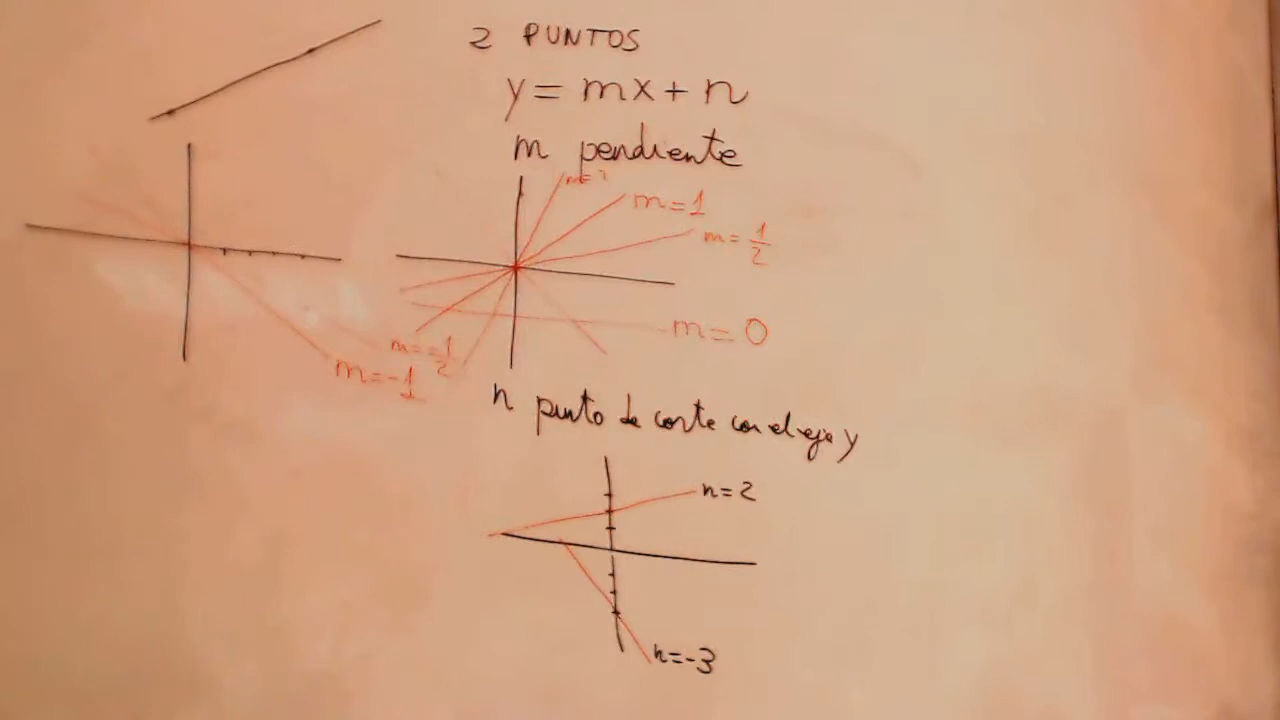 2 PUNTOS
y = mx + n
m pendiente
m=1
m=1/2
m=0
m=-1/2
m=-1
n punto de corte con el eje y
n=2
n=-3